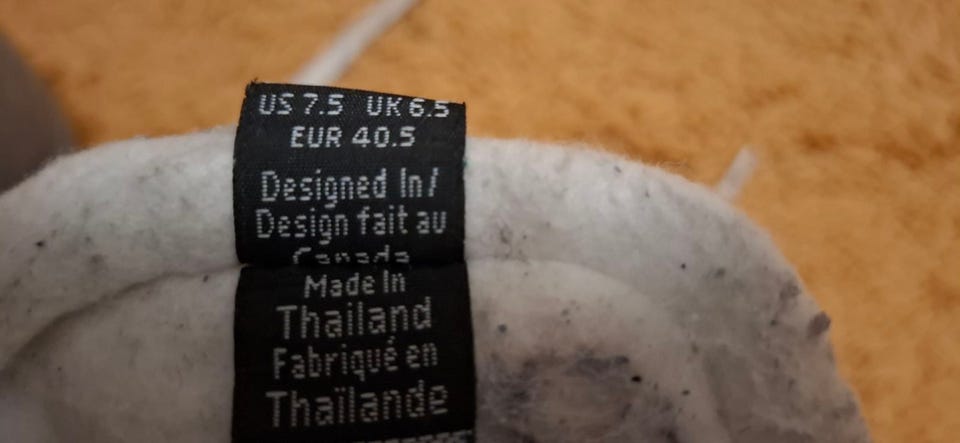 US 7.5 UK 6.5
EUR 40.5
Designed In/
Design fait au
Canada
Made In
Thailand
Fabriqué en
Thaïlande